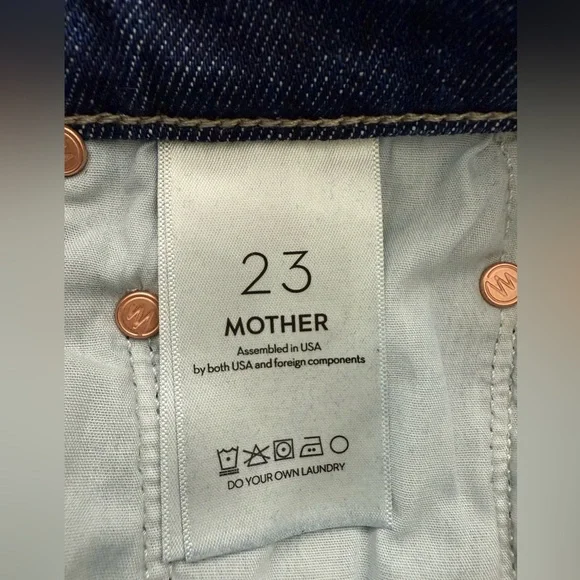 23
MOTHER
Assembled in USA
by both USA and foreign components
DO YOUR OWN LAUNDRY